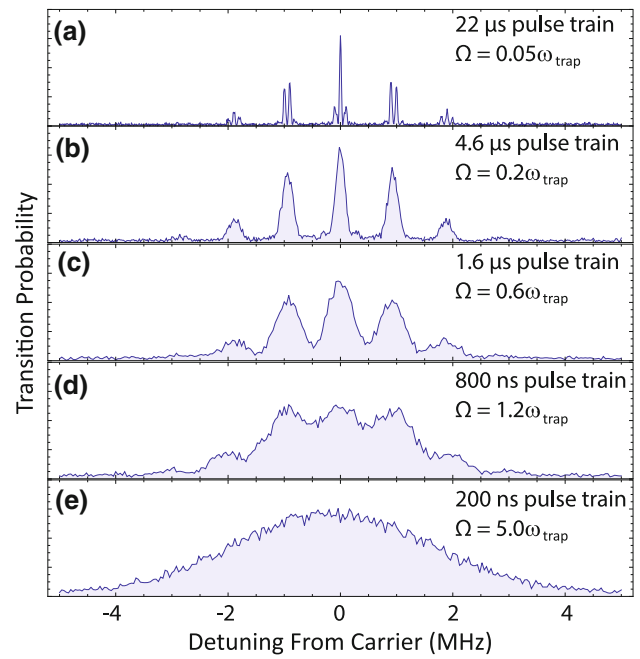 (a)
22 µs pulse train
Ω = 0.05ω_trap
(b)
4.6 µs pulse train
Ω = 0.2ω_trap
(c)
1.6 µs pulse train
Ω = 0.6ω_trap
(d)
800 ns pulse train
Ω = 1.2ω_trap
(e)
200 ns pulse train
Ω = 5.0ω_trap
Transition Probability
-4 -2 0 2 4
Detuning From Carrier (MHz)